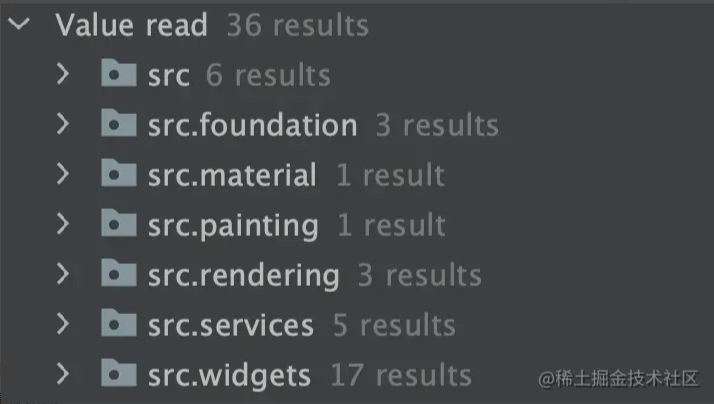 Value read 36 results
src 6 results
src.foundation 3 results
src.material 1 result
src.painting 1 result
src.rendering 3 results
src.services 5 results
src.widgets 17 results
@稀土掘金技术社区